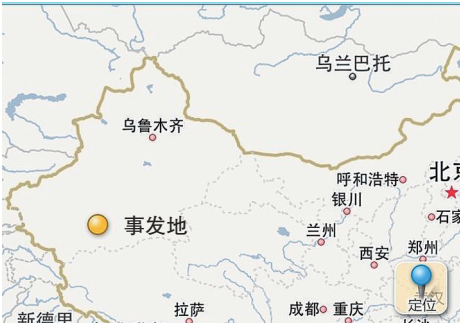 乌兰巴托
乌鲁木齐
呼和浩特
北京
银川
石家
事发地
兰州
郑州
西安
定位
拉萨
成都
重庆
长沙
新德里